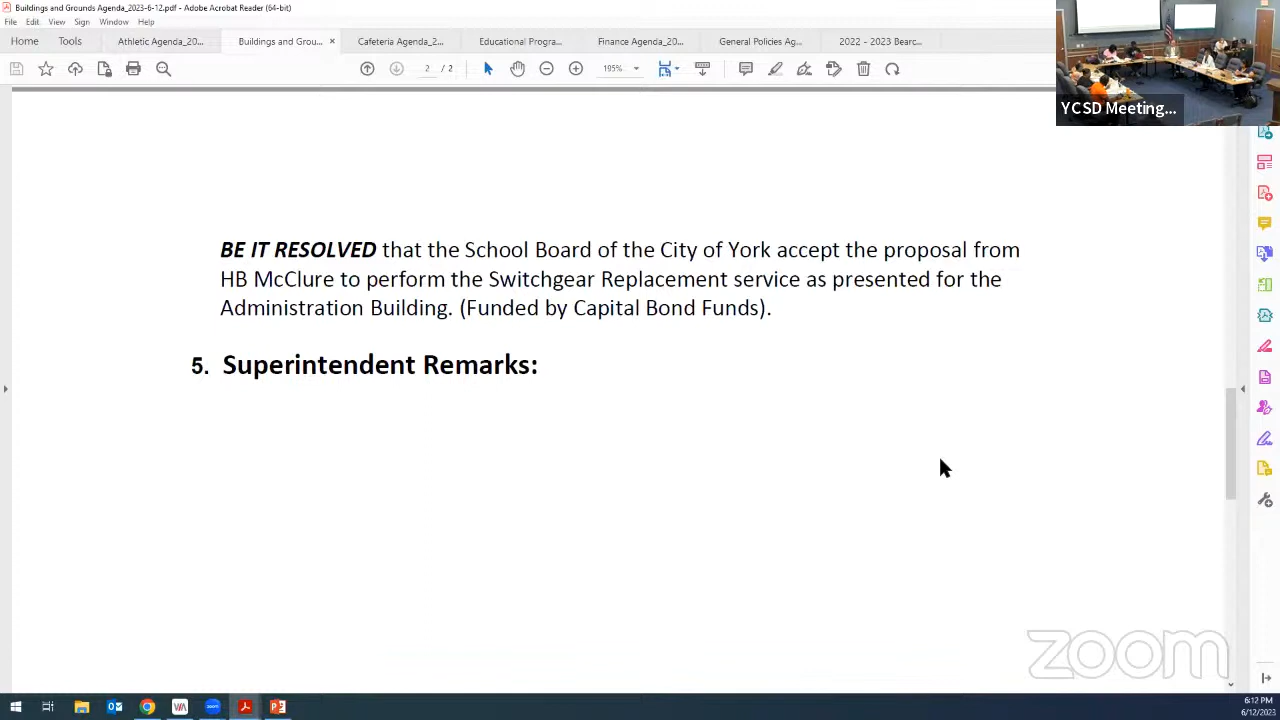 Buildings and Grounds Agenda_2023-6-12.pdf - Adobe Acrobat Reader (64-bit)
File Edit View Sign Window Help
Home Tools Athletic Agenda_20... Buildings and Grou... × Cafeteria Agenda_2... Educational Progra... Finance Agenda_20... General Policies Ag... 2022 - 2023 Bearc...
2 / 2 195%
YCSD Meeting...
BE IT RESOLVED that the School Board of the City of York accept the proposal from
HB McClure to perform the Switchgear Replacement service as presented for the
Administration Building. (Funded by Capital Bond Funds).
5. Superintendent Remarks:
zoom
6:12 PM
6/12/2023